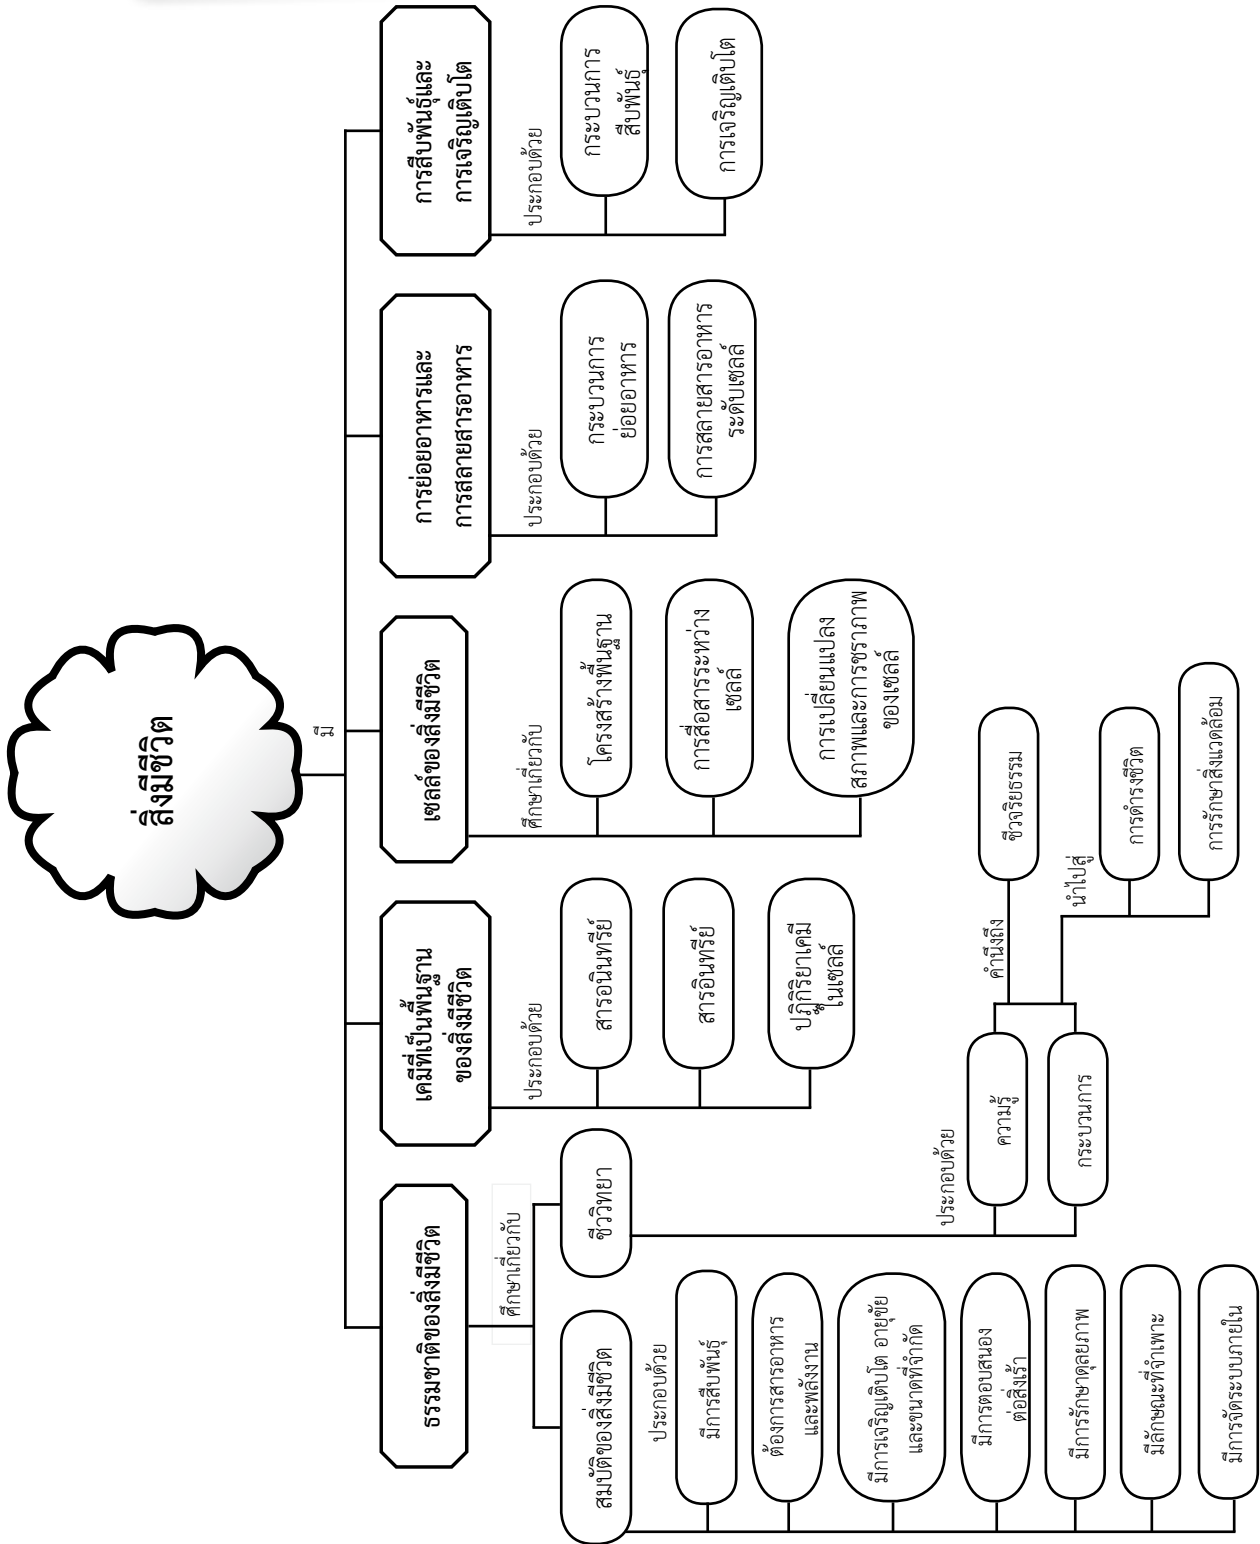 สิ่งมีชีวิต
มี
ธรรมชาติของสิ่งมีชีวิต
ศึกษาเกี่ยวกับ
สมบัติของสิ่งมีชีวิต
ประกอบด้วย
มีการสืบพันธุ์
ต้องการสารอาหาร
และพลังงาน
มีการเจริญเติบโต อายุขัย
และขนาดที่จำกัด
มีการตอบสนอง
ต่อสิ่งเร้า
มีการรักษาดุลยภาพ
มีลักษณะที่จำเพาะ
มีการจัดระบบภายใน
ชีววิทยา
ประกอบด้วย
ความรู้
กระบวนการ
คำนึงถึง
ชีวจริยธรรม
นำไปสู่
การดำรงชีวิต
การรักษาสิ่งแวดล้อม
เคมีที่เป็นพื้นฐาน
ของสิ่งมีชีวิต
ประกอบด้วย
สารอนินทรีย์
สารอินทรีย์
ปฏิกิริยาเคมี
ในเซลล์
เซลล์ของสิ่งมีชีวิต
ศึกษาเกี่ยวกับ
โครงสร้างพื้นฐาน
การสื่อสารระหว่าง
เซลล์
การเปลี่ยนแปลง
สภาพและการชราภาพ
ของเซลล์
การย่อยอาหารและ
การสลายสารอาหาร
ประกอบด้วย
กระบวนการ
ย่อยอาหาร
การสลายสารอาหาร
ระดับเซลล์
การสืบพันธุ์และ
การเจริญเติบโต
ประกอบด้วย
กระบวนการ
สืบพันธุ์
การเจริญเติบโต